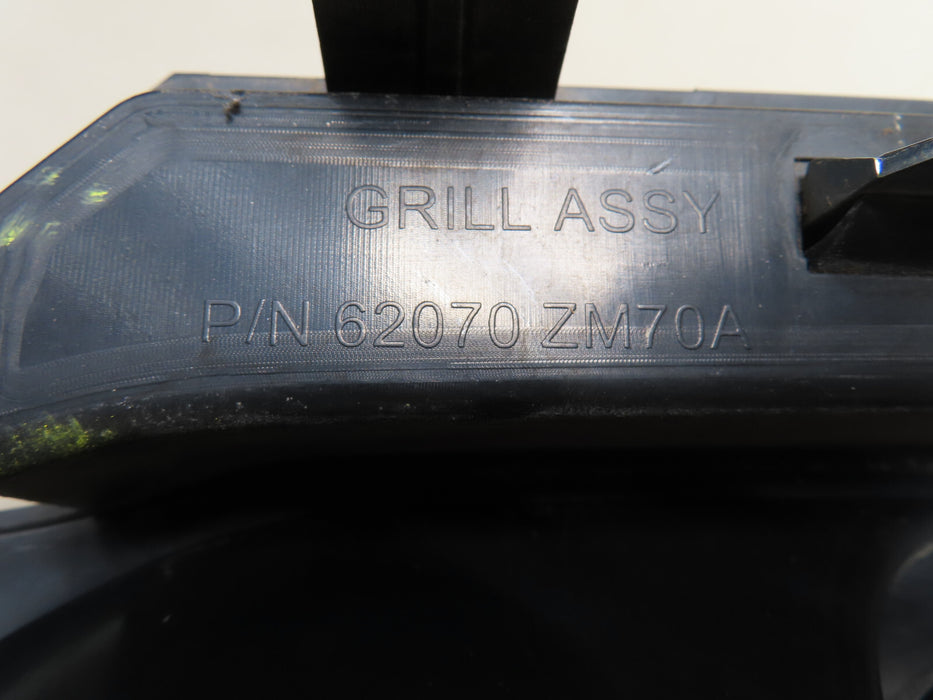 GRILL ASSY
P/N 62070 ZM70A